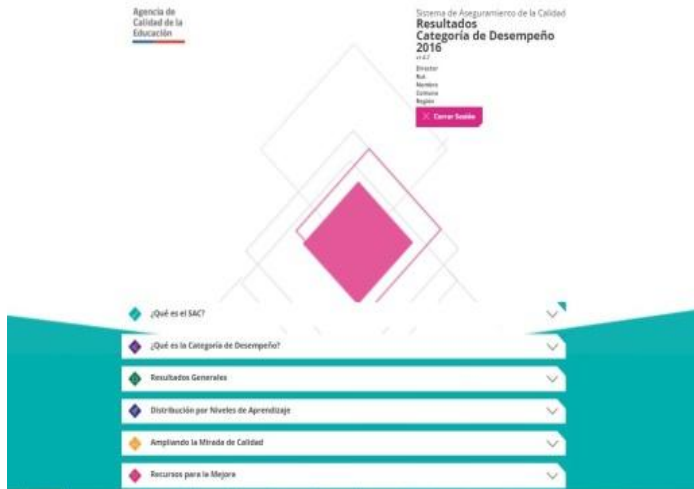 Agencia de
Calidad de la
Educación
Sistema de Aseguramiento de la Calidad
Resultados
Categoría de Desempeño
2016
Director
Rut
Nombre
Comuna
Región
Cerrar Sesión
¿Qué es el SAC?
¿Qué es la Categoría de Desempeño?
Resultados Generales
Distribución por Niveles de Aprendizaje
Ampliando la Mirada de Calidad
Recursos para la Mejora